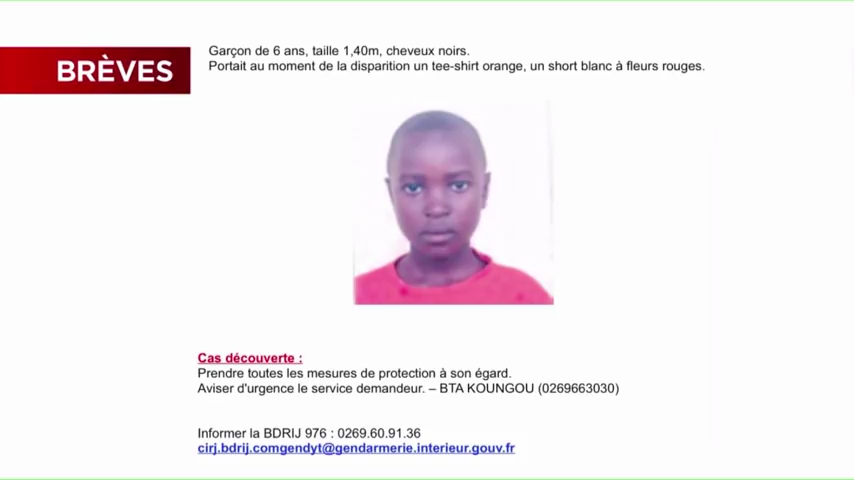 BRÈVES
Garçon de 6 ans, taille 1,40m, cheveux noirs.
Portait au moment de la disparition un tee-shirt orange, un short blanc à fleurs rouges.
Cas découverte :
Prendre toutes les mesures de protection à son égard.
Aviser d'urgence le service demandeur. – BTA KOUNGOU (0269663030)
Informer la BDRIJ 976 : 0269.60.91.36
cirj.bdrij.comgendyt@gendarmerie.interieur.gouv.fr